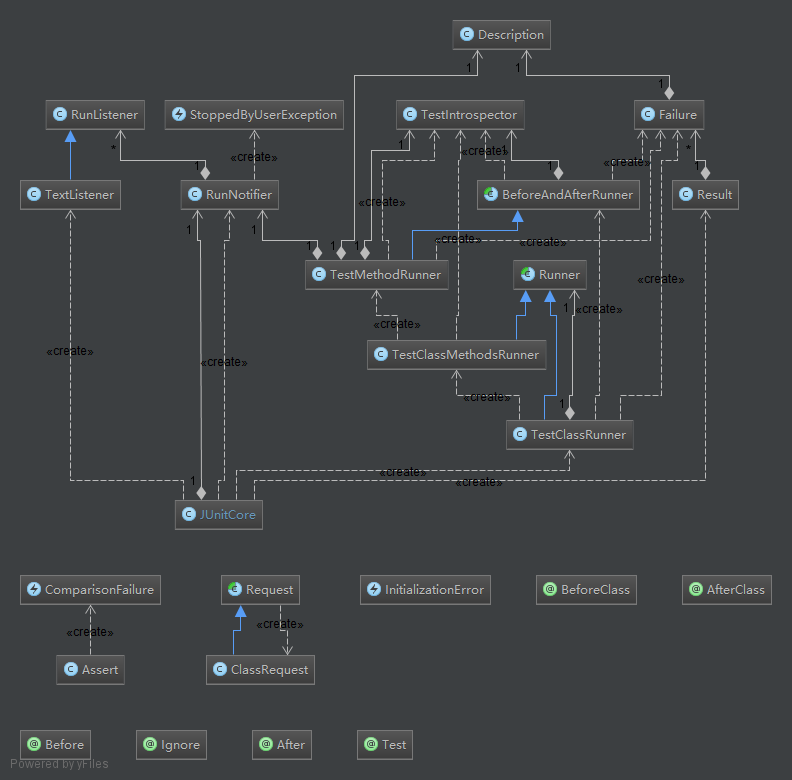 Description
1
1
1
RunListener
StoppedByUserException
TestIntrospector
Failure
*
1
«create»
1
«create»
1
«create»
*
1
TextListener
RunNotifier
BeforeAndAfterRunner
Result
«create»
1
1
1
1
1
«create»
«create»
TestMethodRunner
Runner
«create»
1
«create»
«create»
«create»
TestClassMethodsRunner
«create»
«create»
1
TestClassRunner
1
«create»
«create»
JUnitCore
ComparisonFailure
Request
InitializationError
BeforeClass
AfterClass
«create»
«create»
Assert
ClassRequest
Before
Ignore
After
Test
Powered by yFiles